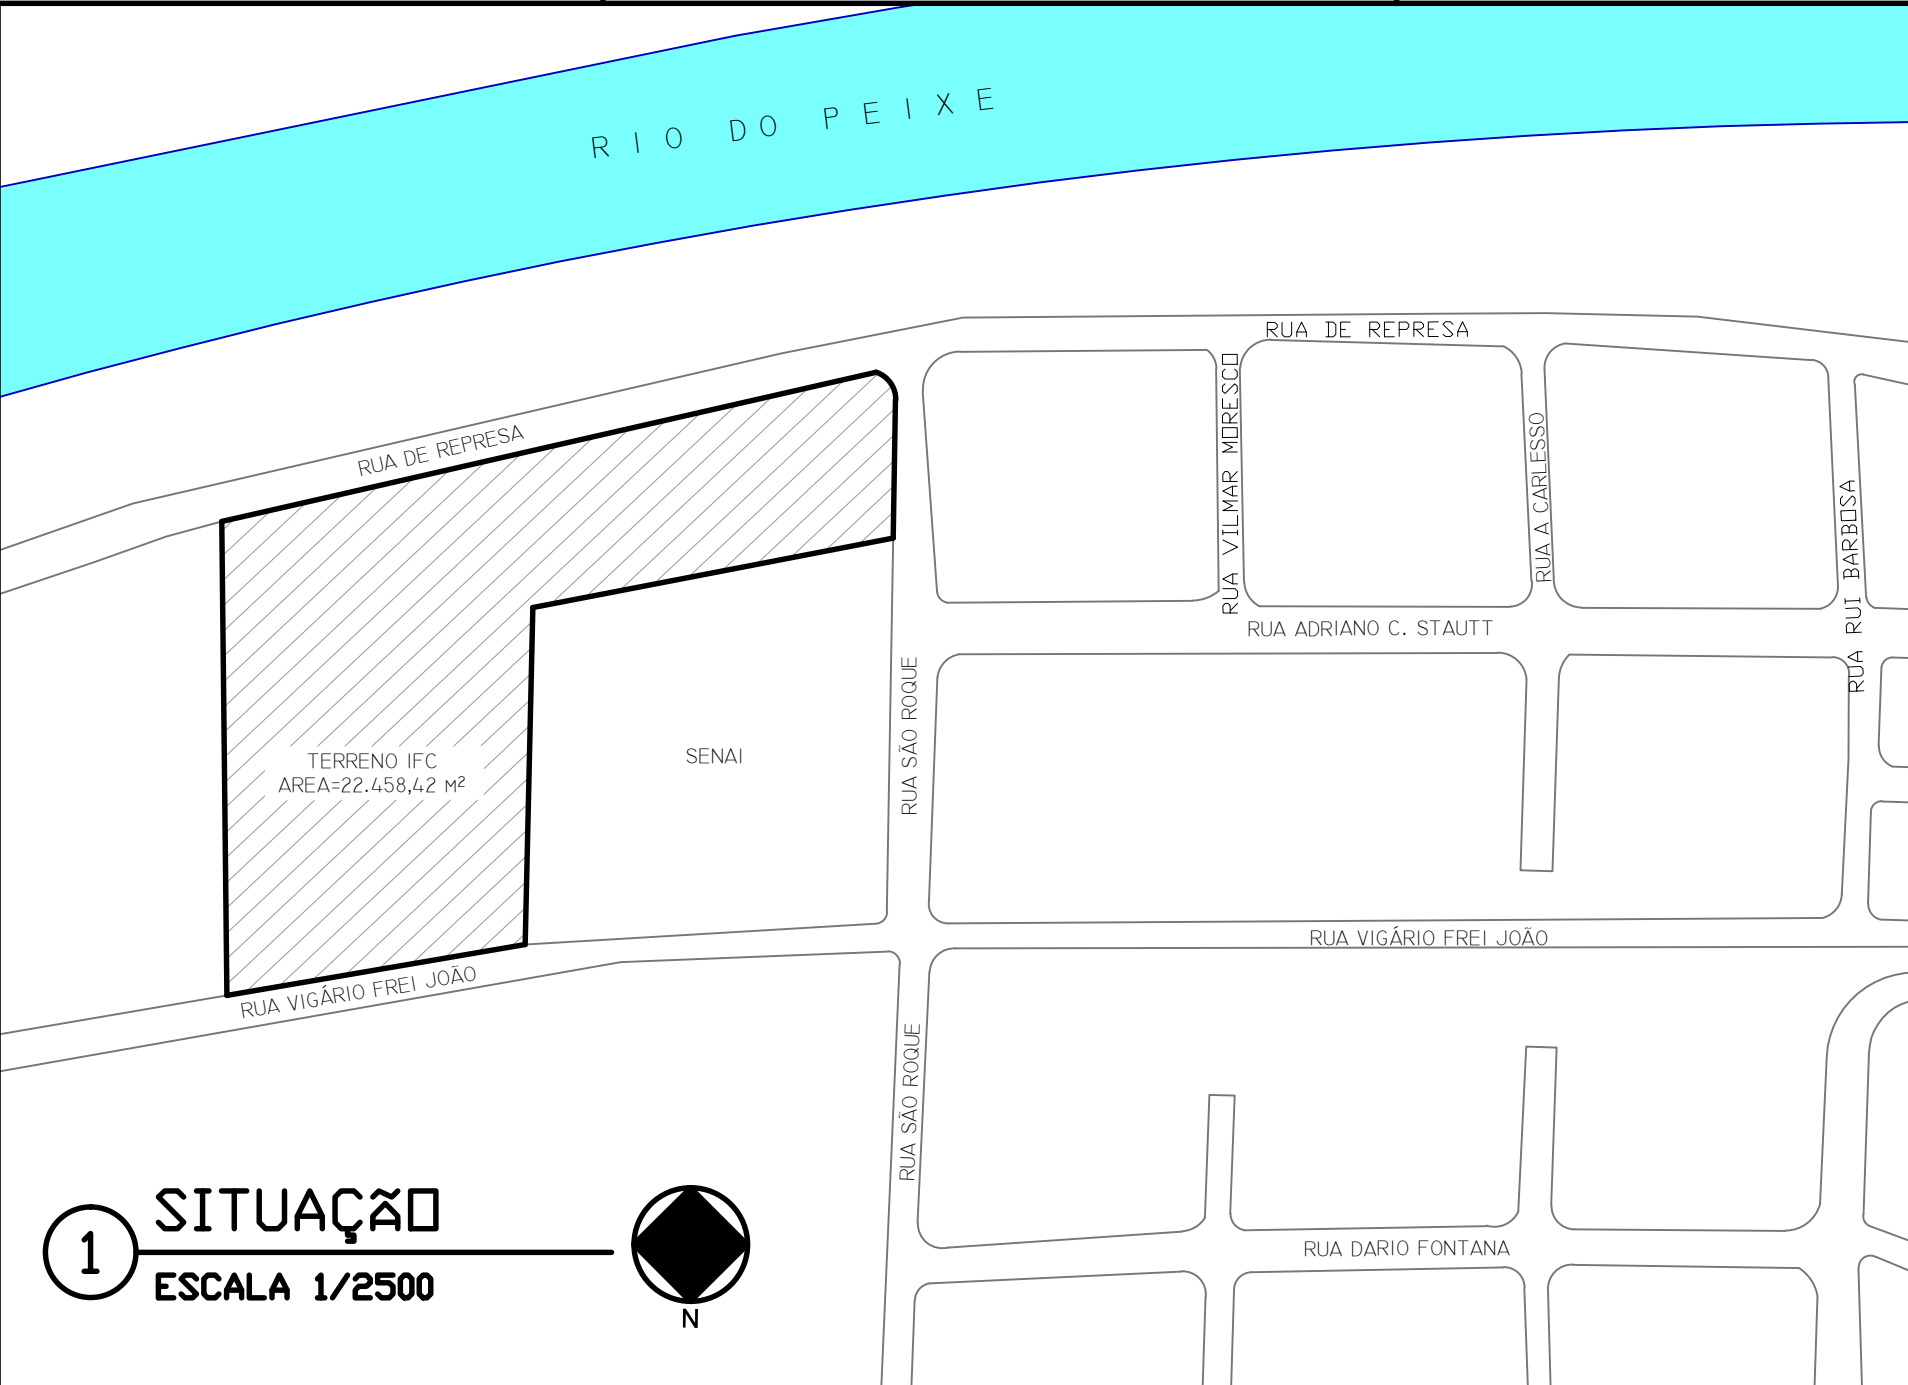 RIO DO PEIXE
RUA DE REPRESA
RUA DE REPRESA
RUA VILMAR MORESCO
RUA A CARLESSO
RUA RUI BARBOSA
RUA ADRIANO C. STAUTT
RUA SÃO ROQUE
TERRENO IFC
AREA=22.458,42 M²
SENAI
RUA VIGÁRIO FREI JOÃO
RUA VIGÁRIO FREI JOÃO
RUA SÃO ROQUE
RUA DARIO FONTANA
1
SITUAÇÃO
ESCALA 1/2500
N